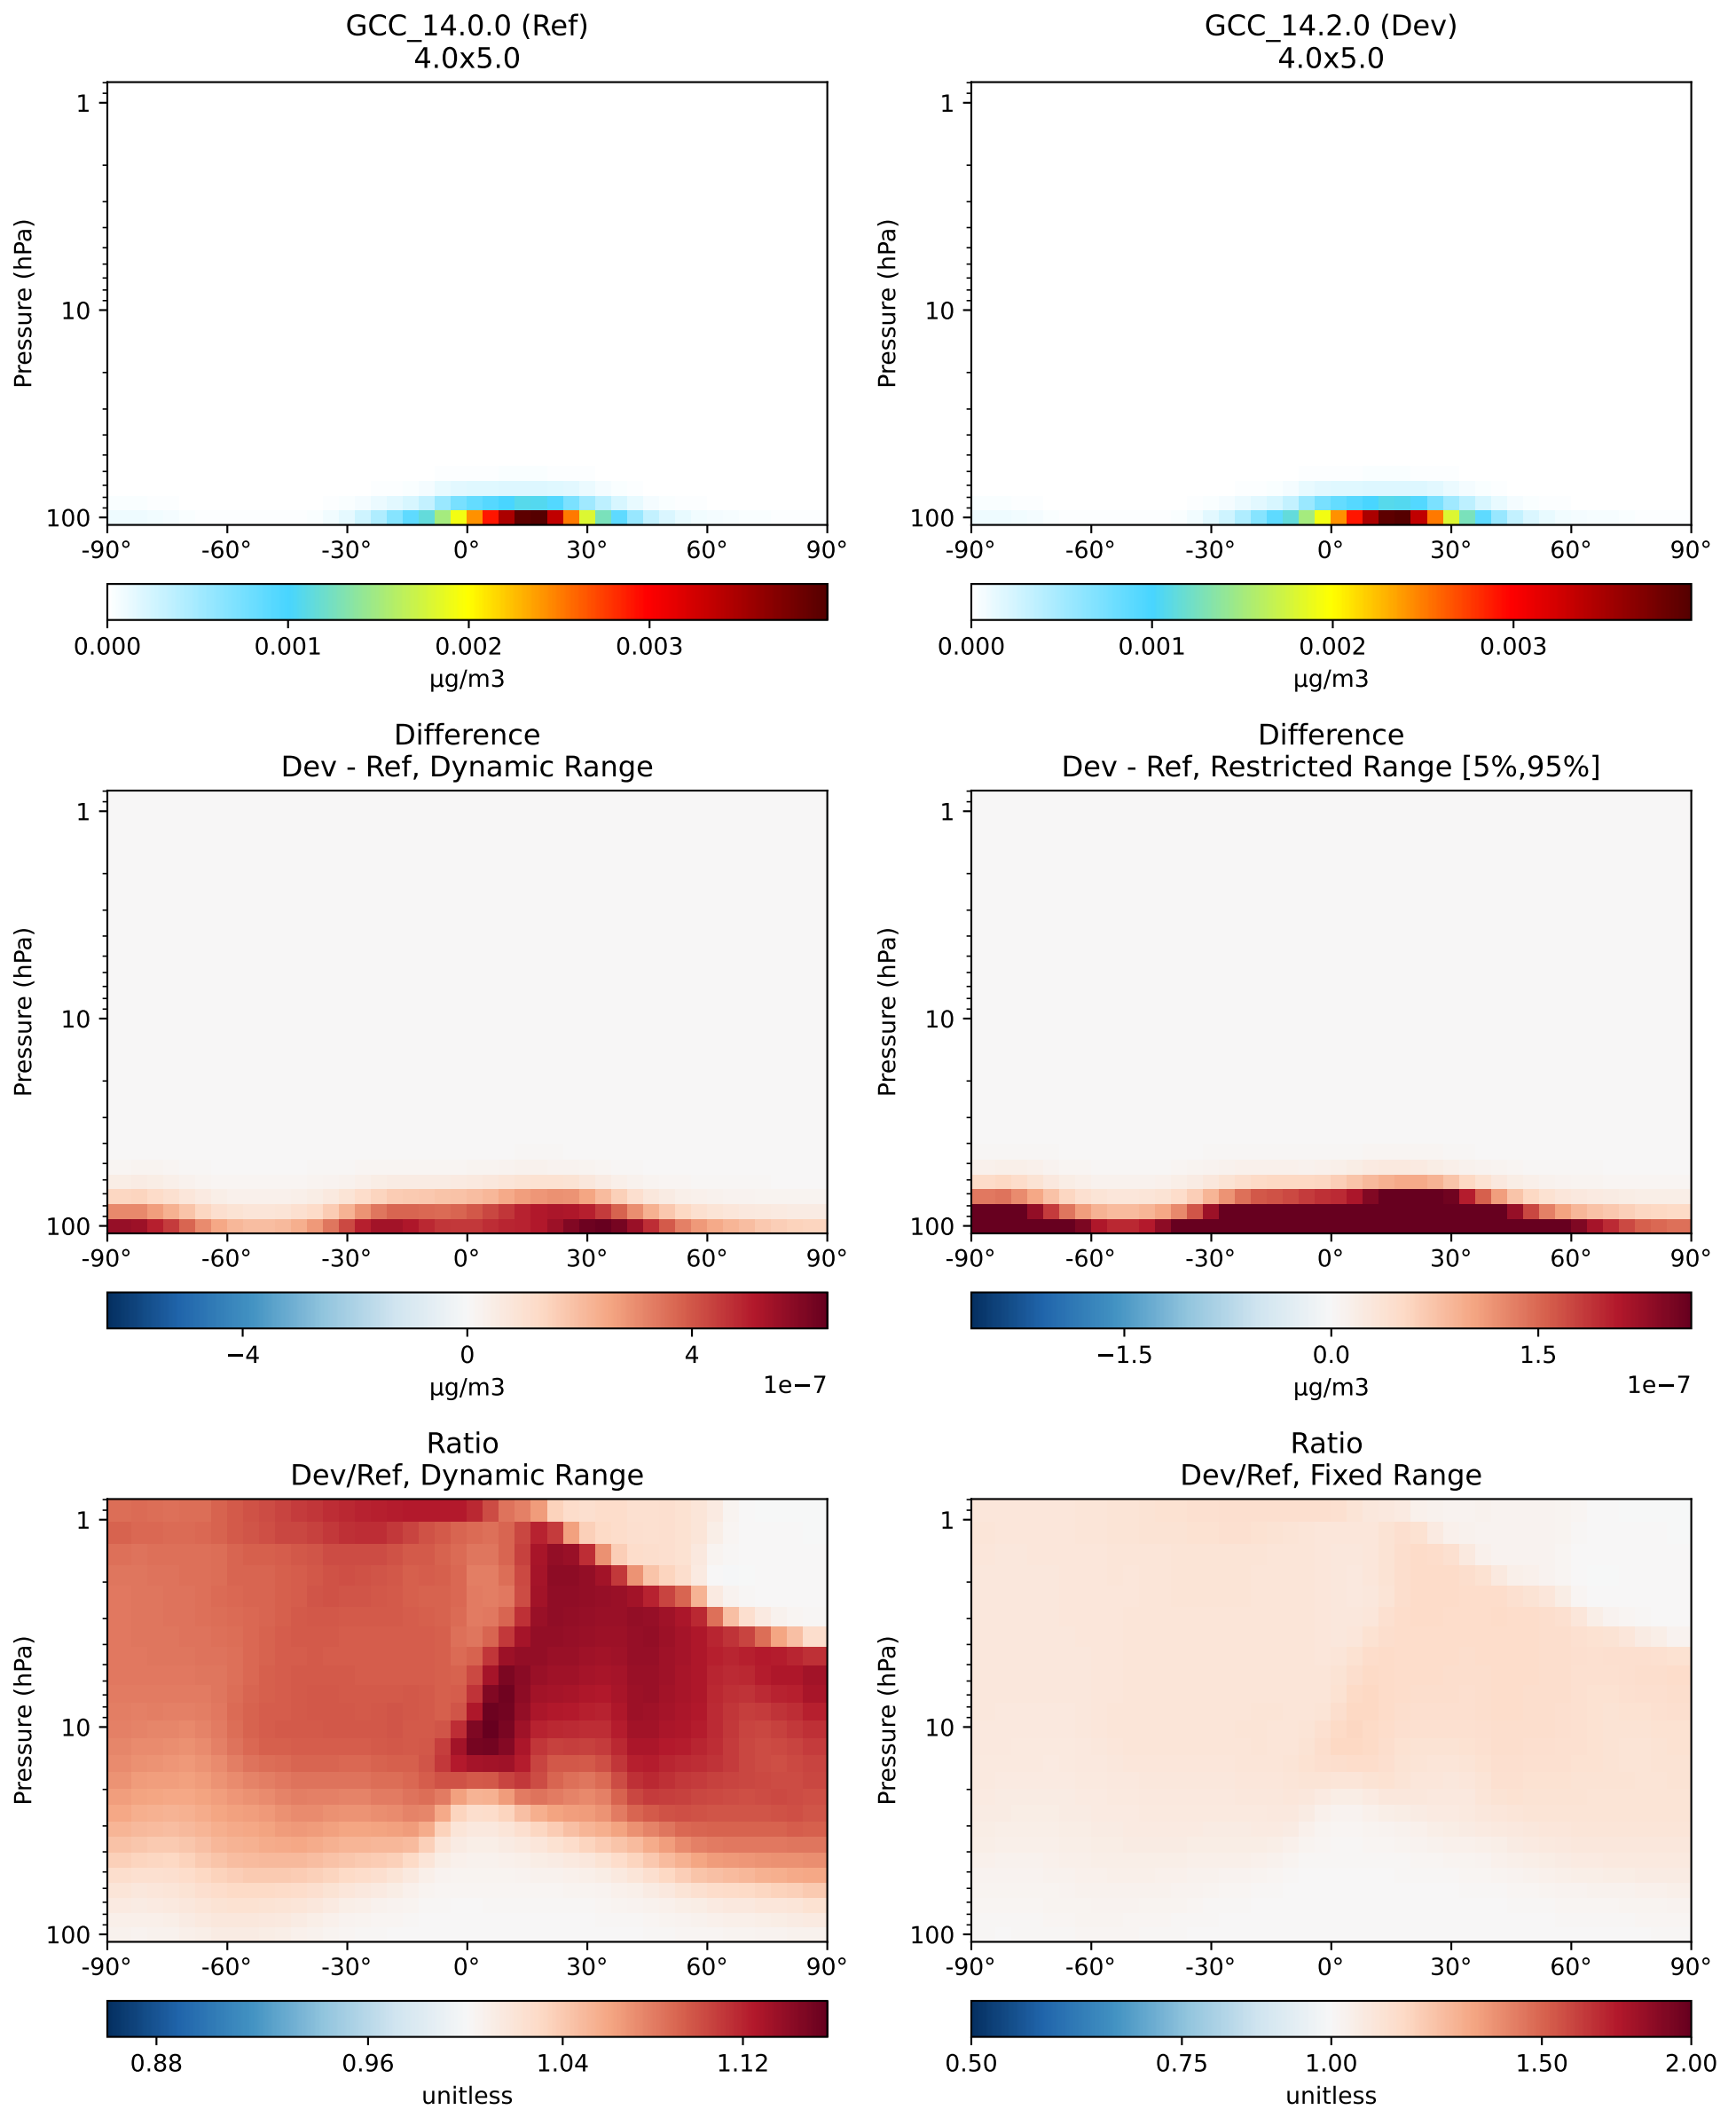 GCC_14.0.0 (Ref)
4.0x5.0
GCC_14.2.0 (Dev)
4.0x5.0
Pressure (hPa)
1
10
100
-90° -60° -30° 0° 30° 60° 90°
0.000 0.001 0.002 0.003
µg/m3
Pressure (hPa)
1
10
100
-90° -60° -30° 0° 30° 60° 90°
0.000 0.001 0.002 0.003
µg/m3
Difference
Dev - Ref, Dynamic Range
Difference
Dev - Ref, Restricted Range [5%,95%]
Pressure (hPa)
1
10
100
-90° -60° -30° 0° 30° 60° 90°
−4 0 4
µg/m3
1e−7
Pressure (hPa)
1
10
100
-90° -60° -30° 0° 30° 60° 90°
−1.5 0.0 1.5
µg/m3
1e−7
Ratio
Dev/Ref, Dynamic Range
Ratio
Dev/Ref, Fixed Range
Pressure (hPa)
1
10
100
-90° -60° -30° 0° 30° 60° 90°
0.88 0.96 1.04 1.12
unitless
Pressure (hPa)
1
10
100
-90° -60° -30° 0° 30° 60° 90°
0.50 0.75 1.00 1.50 2.00
unitless